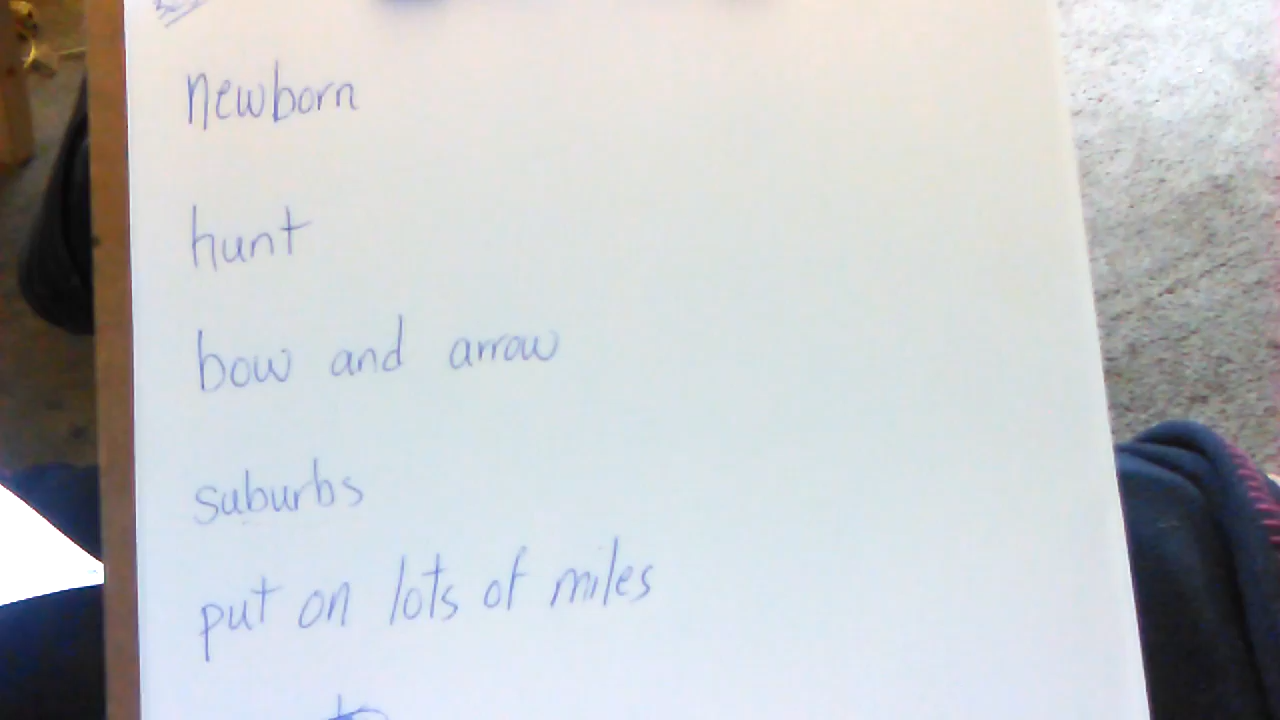 newborn
hunt
bow and arrow
suburbs
put on lots of miles